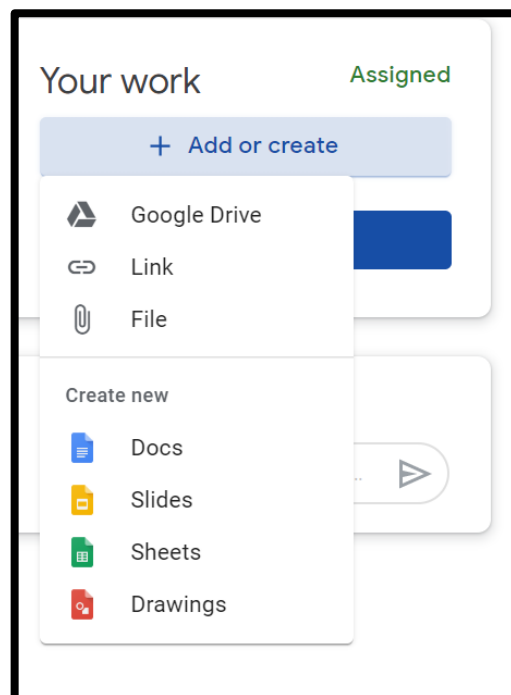 Your work
Assigned
+ Add or create
Google Drive
Link
File
Create new
Docs
Slides
Sheets
Drawings